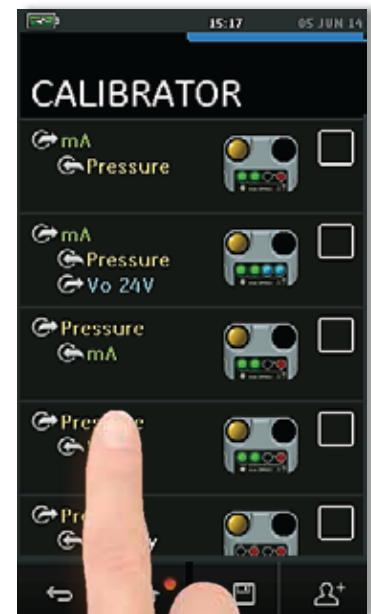 15:17 05 JUN 14
CALIBRATOR
mA
Pressure
mA
Pressure
Vo 24V
Pressure
mA